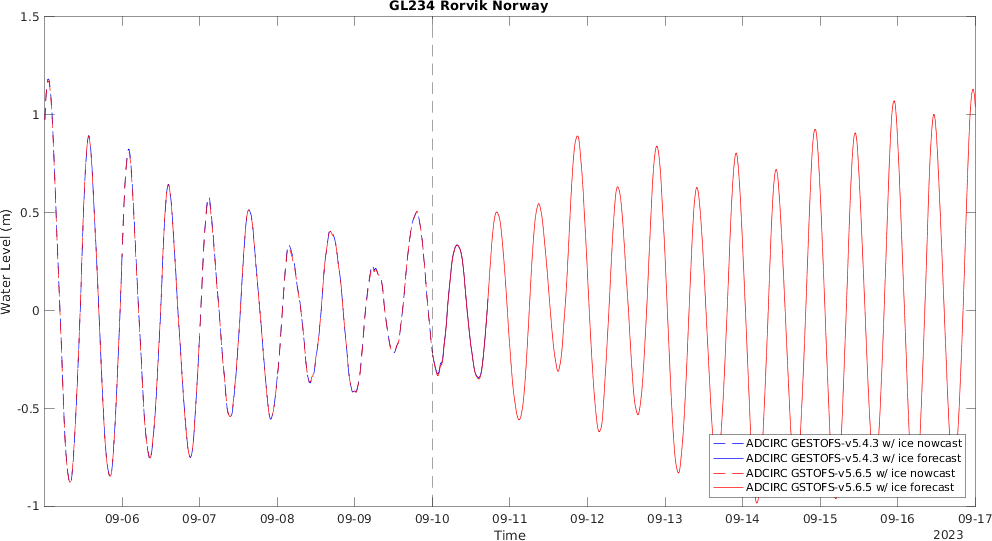 GL234 Rorvik Norway
1.5
1
0.5
0
-0.5
-1
Water Level (m)
ADCIRC GESTOFS-v5.4.3 w/ ice nowcast
ADCIRC GESTOFS-v5.4.3 w/ ice forecast
ADCIRC GSTOFS-v5.6.5 w/ ice nowcast
ADCIRC GSTOFS-v5.6.5 w/ ice forecast
09-06 09-07 09-08 09-09 09-10 09-11 09-12 09-13 09-14 09-15 09-16 09-17
Time
2023